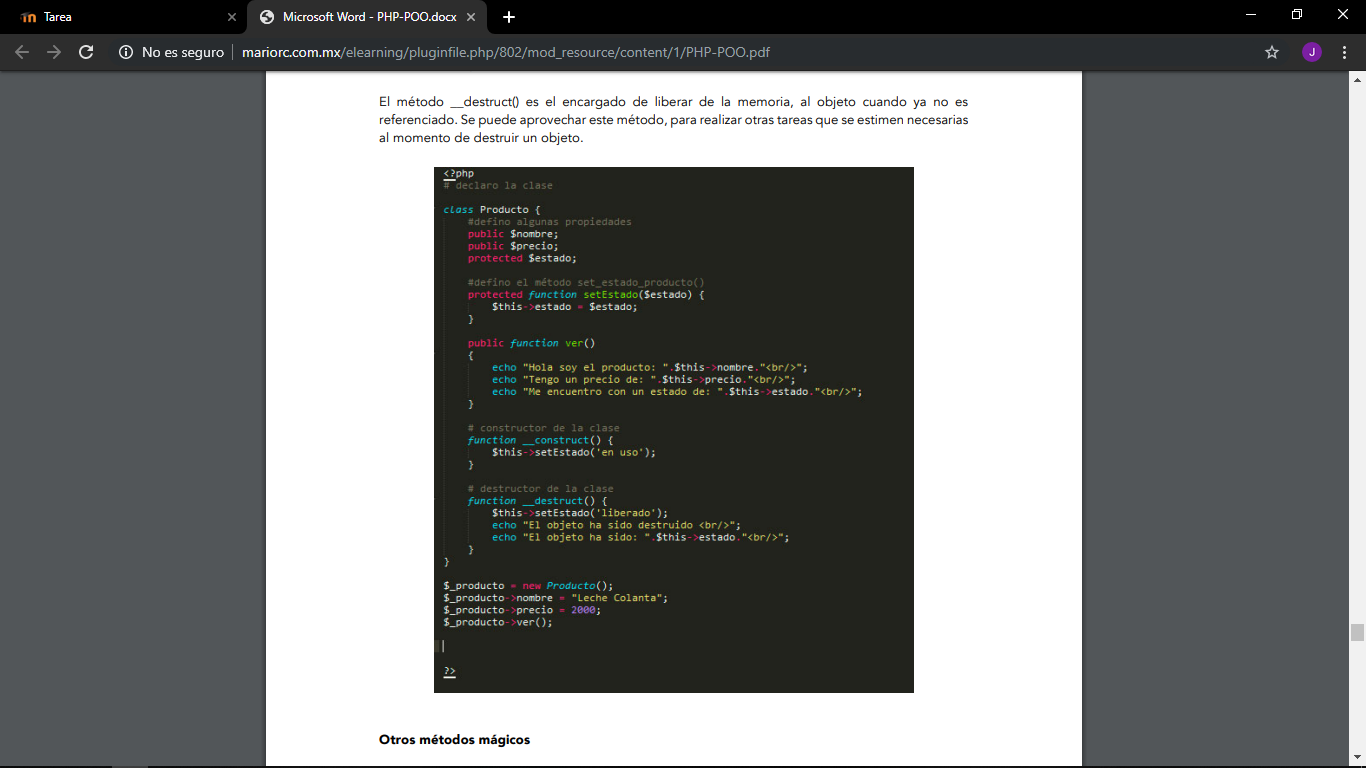 Tarea
Microsoft Word - PHP-POO.docx
No es seguro | mariorc.com.mx/elearning/pluginfile.php/802/mod_resource/content/1/PHP-POO.pdf
J
El método __destruct() es el encargado de liberar de la memoria, al objeto cuando ya no es
referenciado. Se puede aprovechar este método, para realizar otras tareas que se estimen necesarias
al momento de destruir un objeto.
<?php
# declaro la clase
class Producto {
#defino algunas propiedades
public $nombre;
public $precio;
protected $estado;
#defino el método set_estado_producto()
protected function setEstado($estado) {
$this->estado = $estado;
}
public function ver()
{
echo "Hola soy el producto: ".$this->nombre."<br/>";
echo "Tengo un precio de: ".$this->precio."<br/>";
echo "Me encuentro con un estado de: ".$this->estado."<br/>";
}
# constructor de la clase
function __construct() {
$this->setEstado('en uso');
}
# destructor de la clase
function __destruct() {
$this->setEstado('liberado');
echo "El objeto ha sido destruido <br/>";
echo "El objeto ha sido: ".$this->estado."<br/>";
}
}
$_producto = new Producto();
$_producto->nombre = "Leche Colanta";
$_producto->precio = 2000;
$_producto->ver();
?>
Otros métodos mágicos